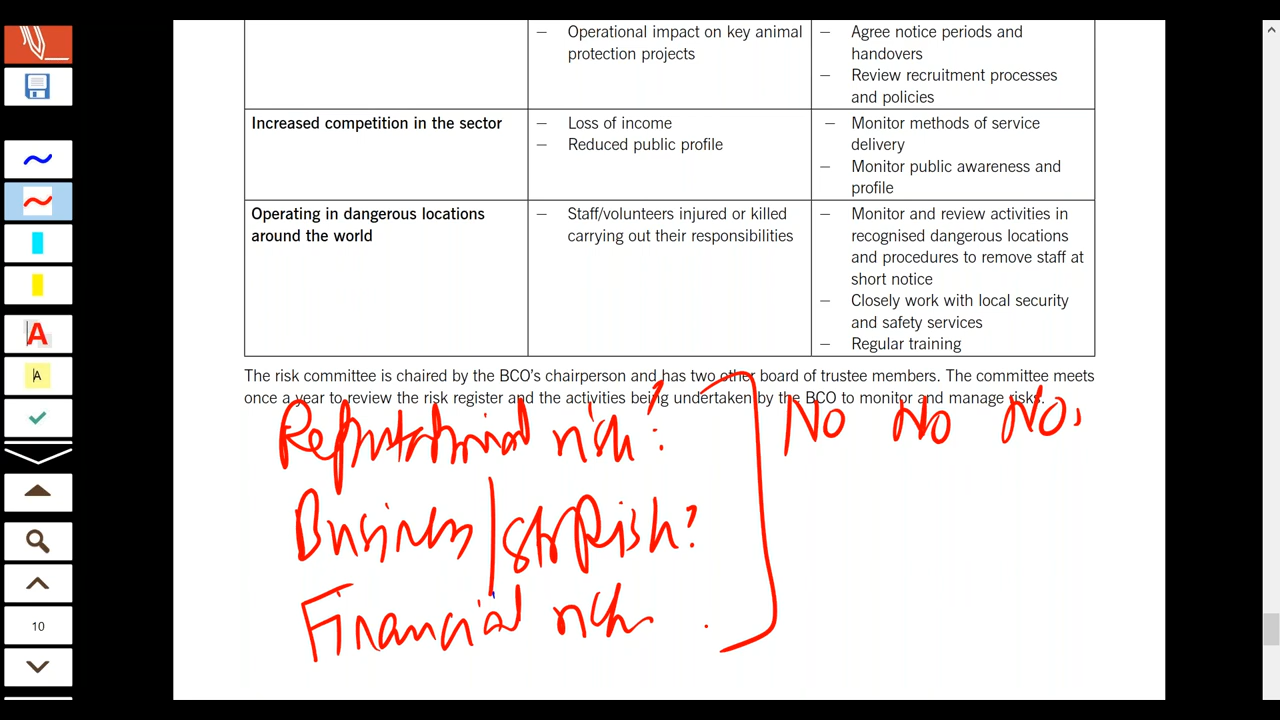 – Operational impact on key animal
protection projects
– Agree notice periods and
handovers
– Review recruitment processes
and policies
Increased competition in the sector
– Loss of income
– Reduced public profile
– Monitor methods of service
delivery
– Monitor public awareness and
profile
Operating in dangerous locations
around the world
– Staff/volunteers injured or killed
carrying out their responsibilities
– Monitor and review activities in
recognised dangerous locations
and procedures to remove staff at
short notice
– Closely work with local security
and safety services
– Regular training
The risk committee is chaired by the BCO's chairperson and has two other board of trustee members. The committee meets
once a year to review the risk register and the activities being undertaken by the BCO to monitor and manage risks.
Reputational risk? No No No.
Business | str Risk?
Financial risk
A
A
10